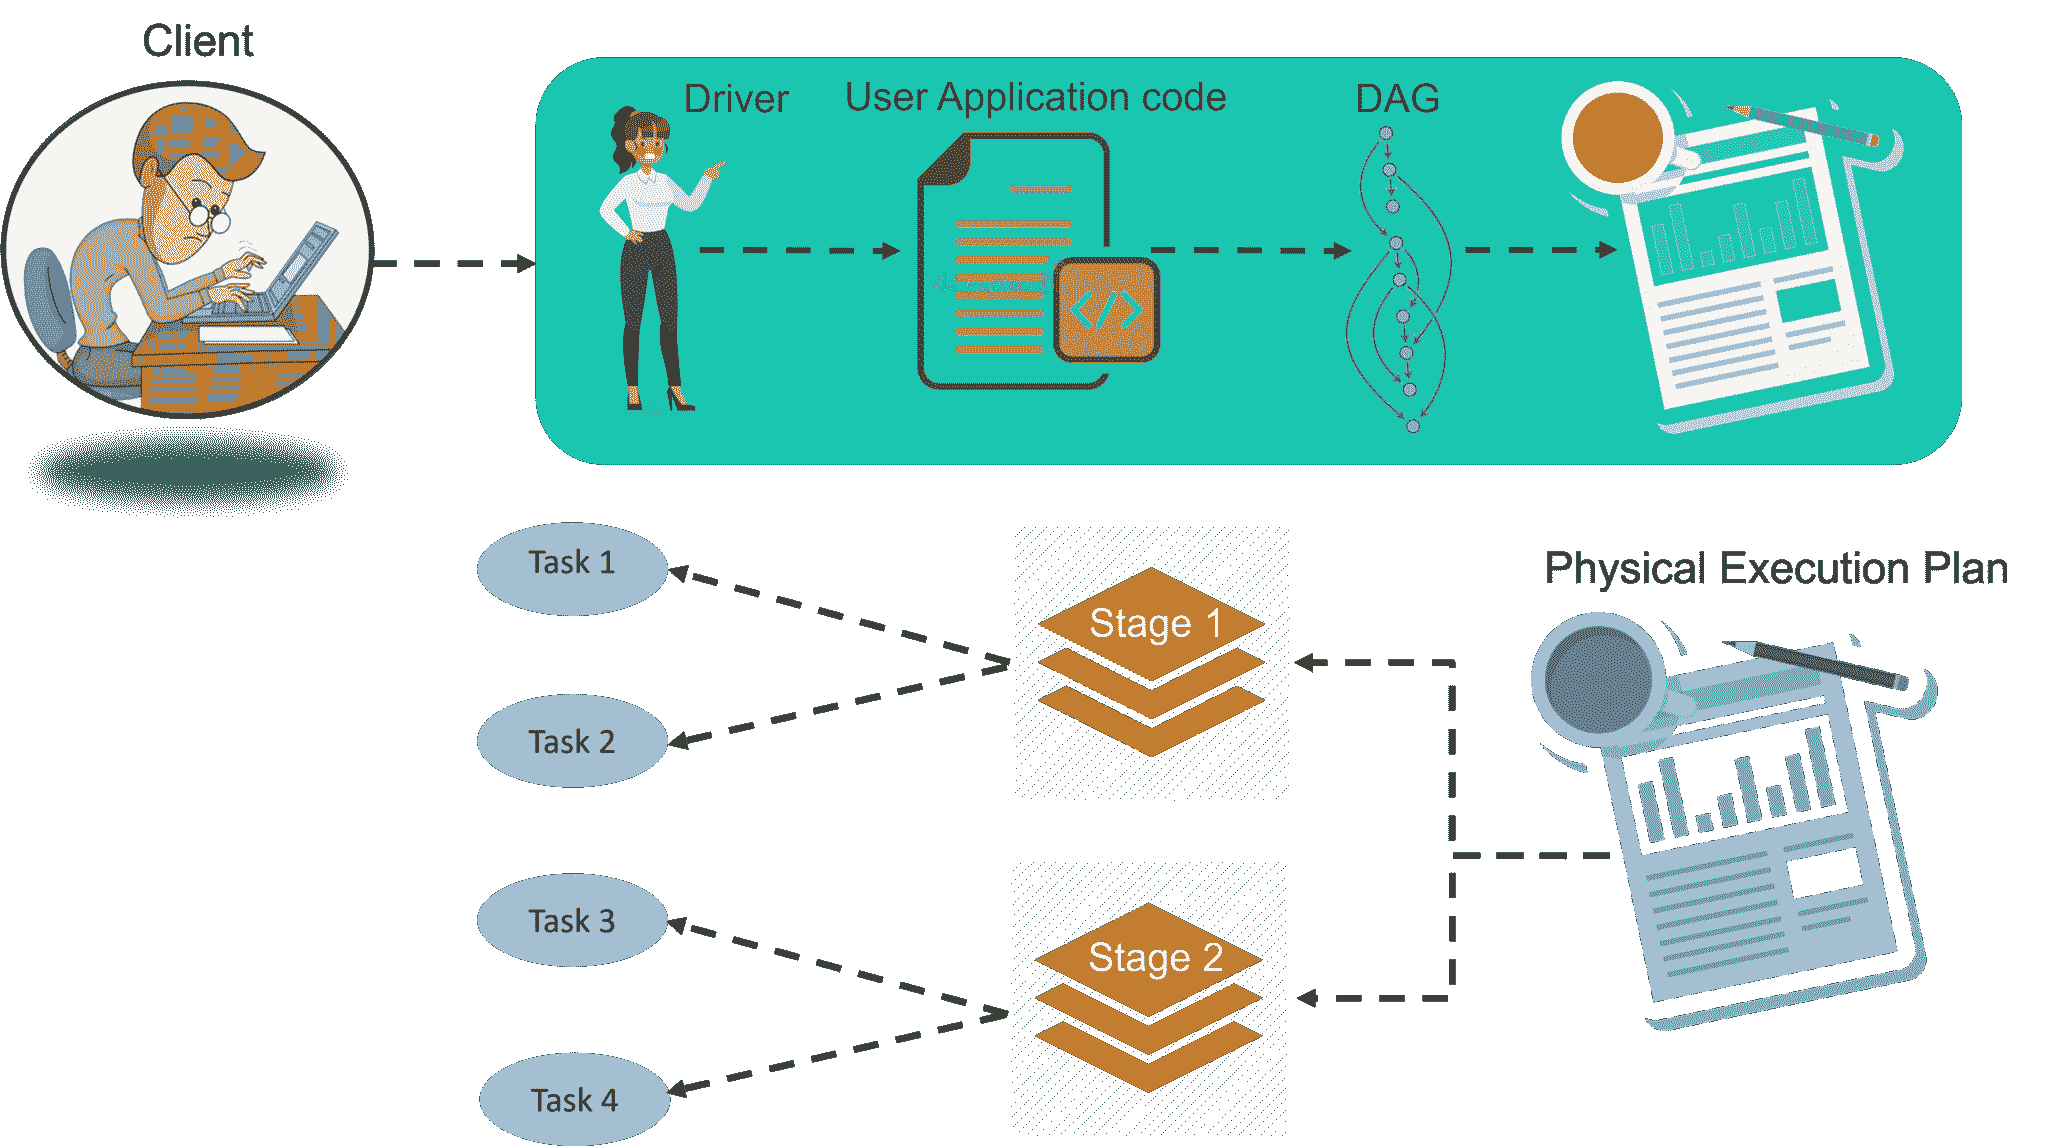 Client
Driver
User Application code
DAG
</>
Physical Execution Plan
Stage 1
Task 1
Task 2
Stage 2
Task 3
Task 4